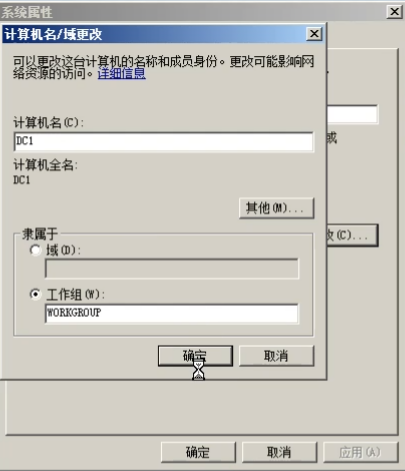 系统属性
计算机名/域更改
可以更改这台计算机的名称和成员身份。更改可能影响网
络资源的访问。详细信息
计算机名(C):
DC1
或
计算机全名:
DC1
其他(M)...
改(C)...
隶属于
域(D):
工作组(W):
WORKGROUP
确定
取消
确定
取消
应用(A)